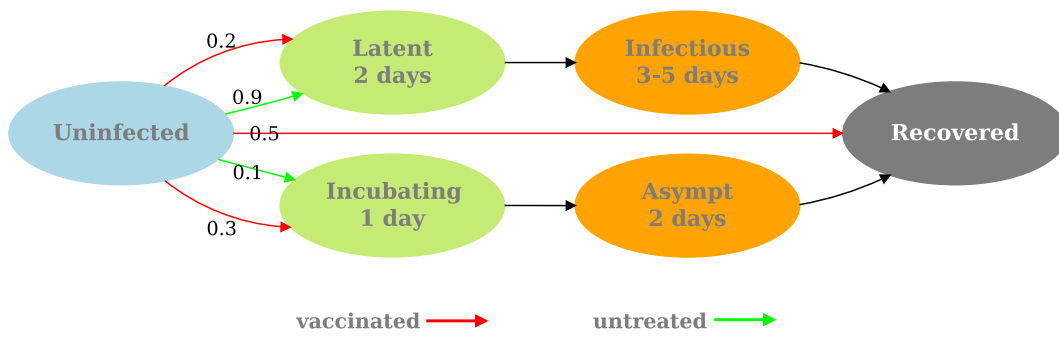 0.2
Latent
2 days
Infectious
3-5 days
0.9
Uninfected
0.5
Recovered
0.1
Incubating
1 day
Asympt
2 days
0.3
vaccinated
untreated